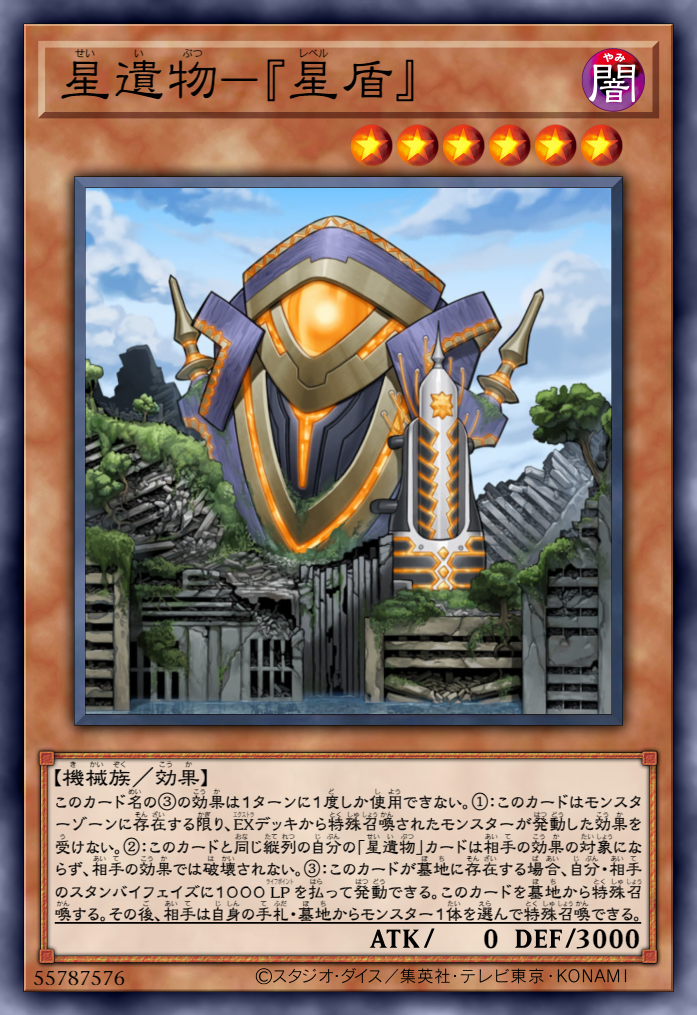 星遺物－『星盾』
闇
【機械族／効果】
このカード名の③の効果は1ターンに1度しか使用できない。①：このカードはモンスタ
ーゾーンに存在する限り、EXデッキから特殊召喚されたモンスターが発動した効果を
受けない。②：このカードと同じ縦列の自分の「星遺物」カードは相手の効果の対象にな
らず、相手の効果では破壊されない。③：このカードが墓地に存在する場合、自分・相手
のスタンバイフェイズに1000LPを払って発動できる。このカードを墓地から特殊召
喚する。その後、相手は自身の手札・墓地からモンスター1体を選んで特殊召喚できる。
ATK/ 0 DEF/3000
55787576 ©スタジオ・ダイス／集英社・テレビ東京・KONAMI